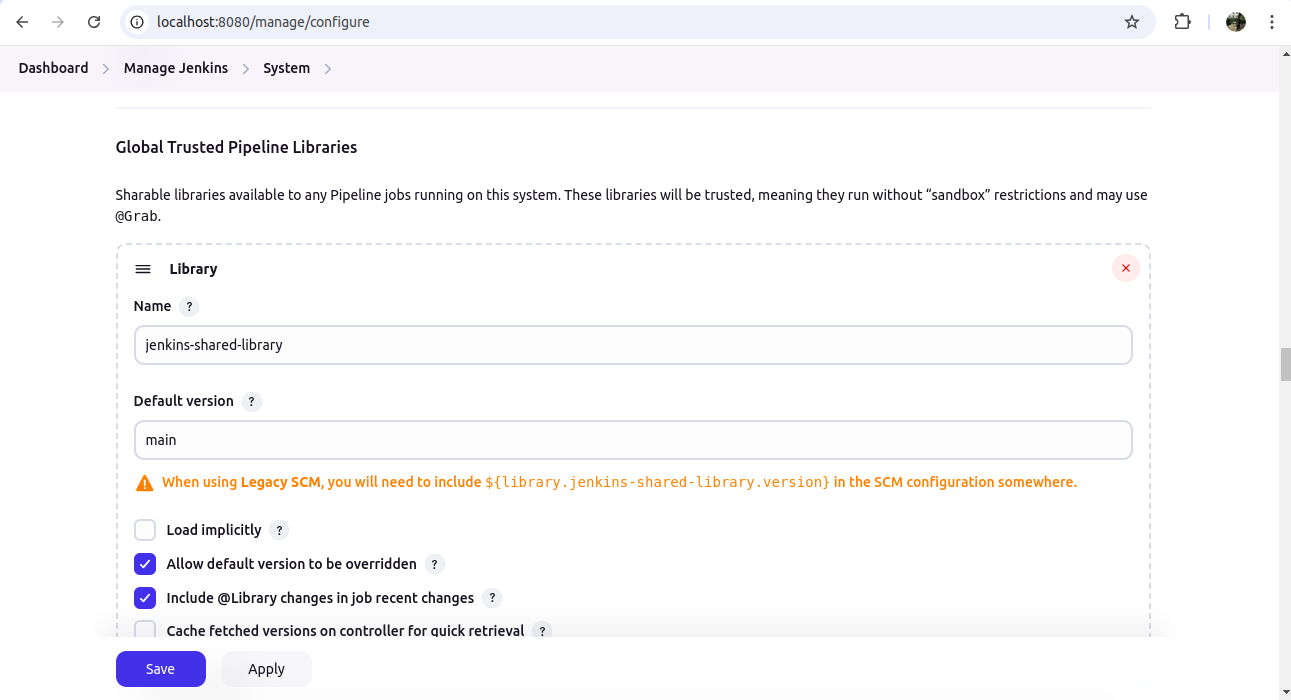 localhost:8080/manage/configure
Dashboard Manage Jenkins System
Global Trusted Pipeline Libraries
Sharable libraries available to any Pipeline jobs running on this system. These libraries will be trusted, meaning they run without “sandbox” restrictions and may use
@Grab.
Library
Name ?
jenkins-shared-library
Default version ?
main
When using Legacy SCM, you will need to include ${library.jenkins-shared-library.version} in the SCM configuration somewhere.
Load implicitly ?
Allow default version to be overridden ?
Include @Library changes in job recent changes ?
Cache fetched versions on controller for quick retrieval ?
Save Apply